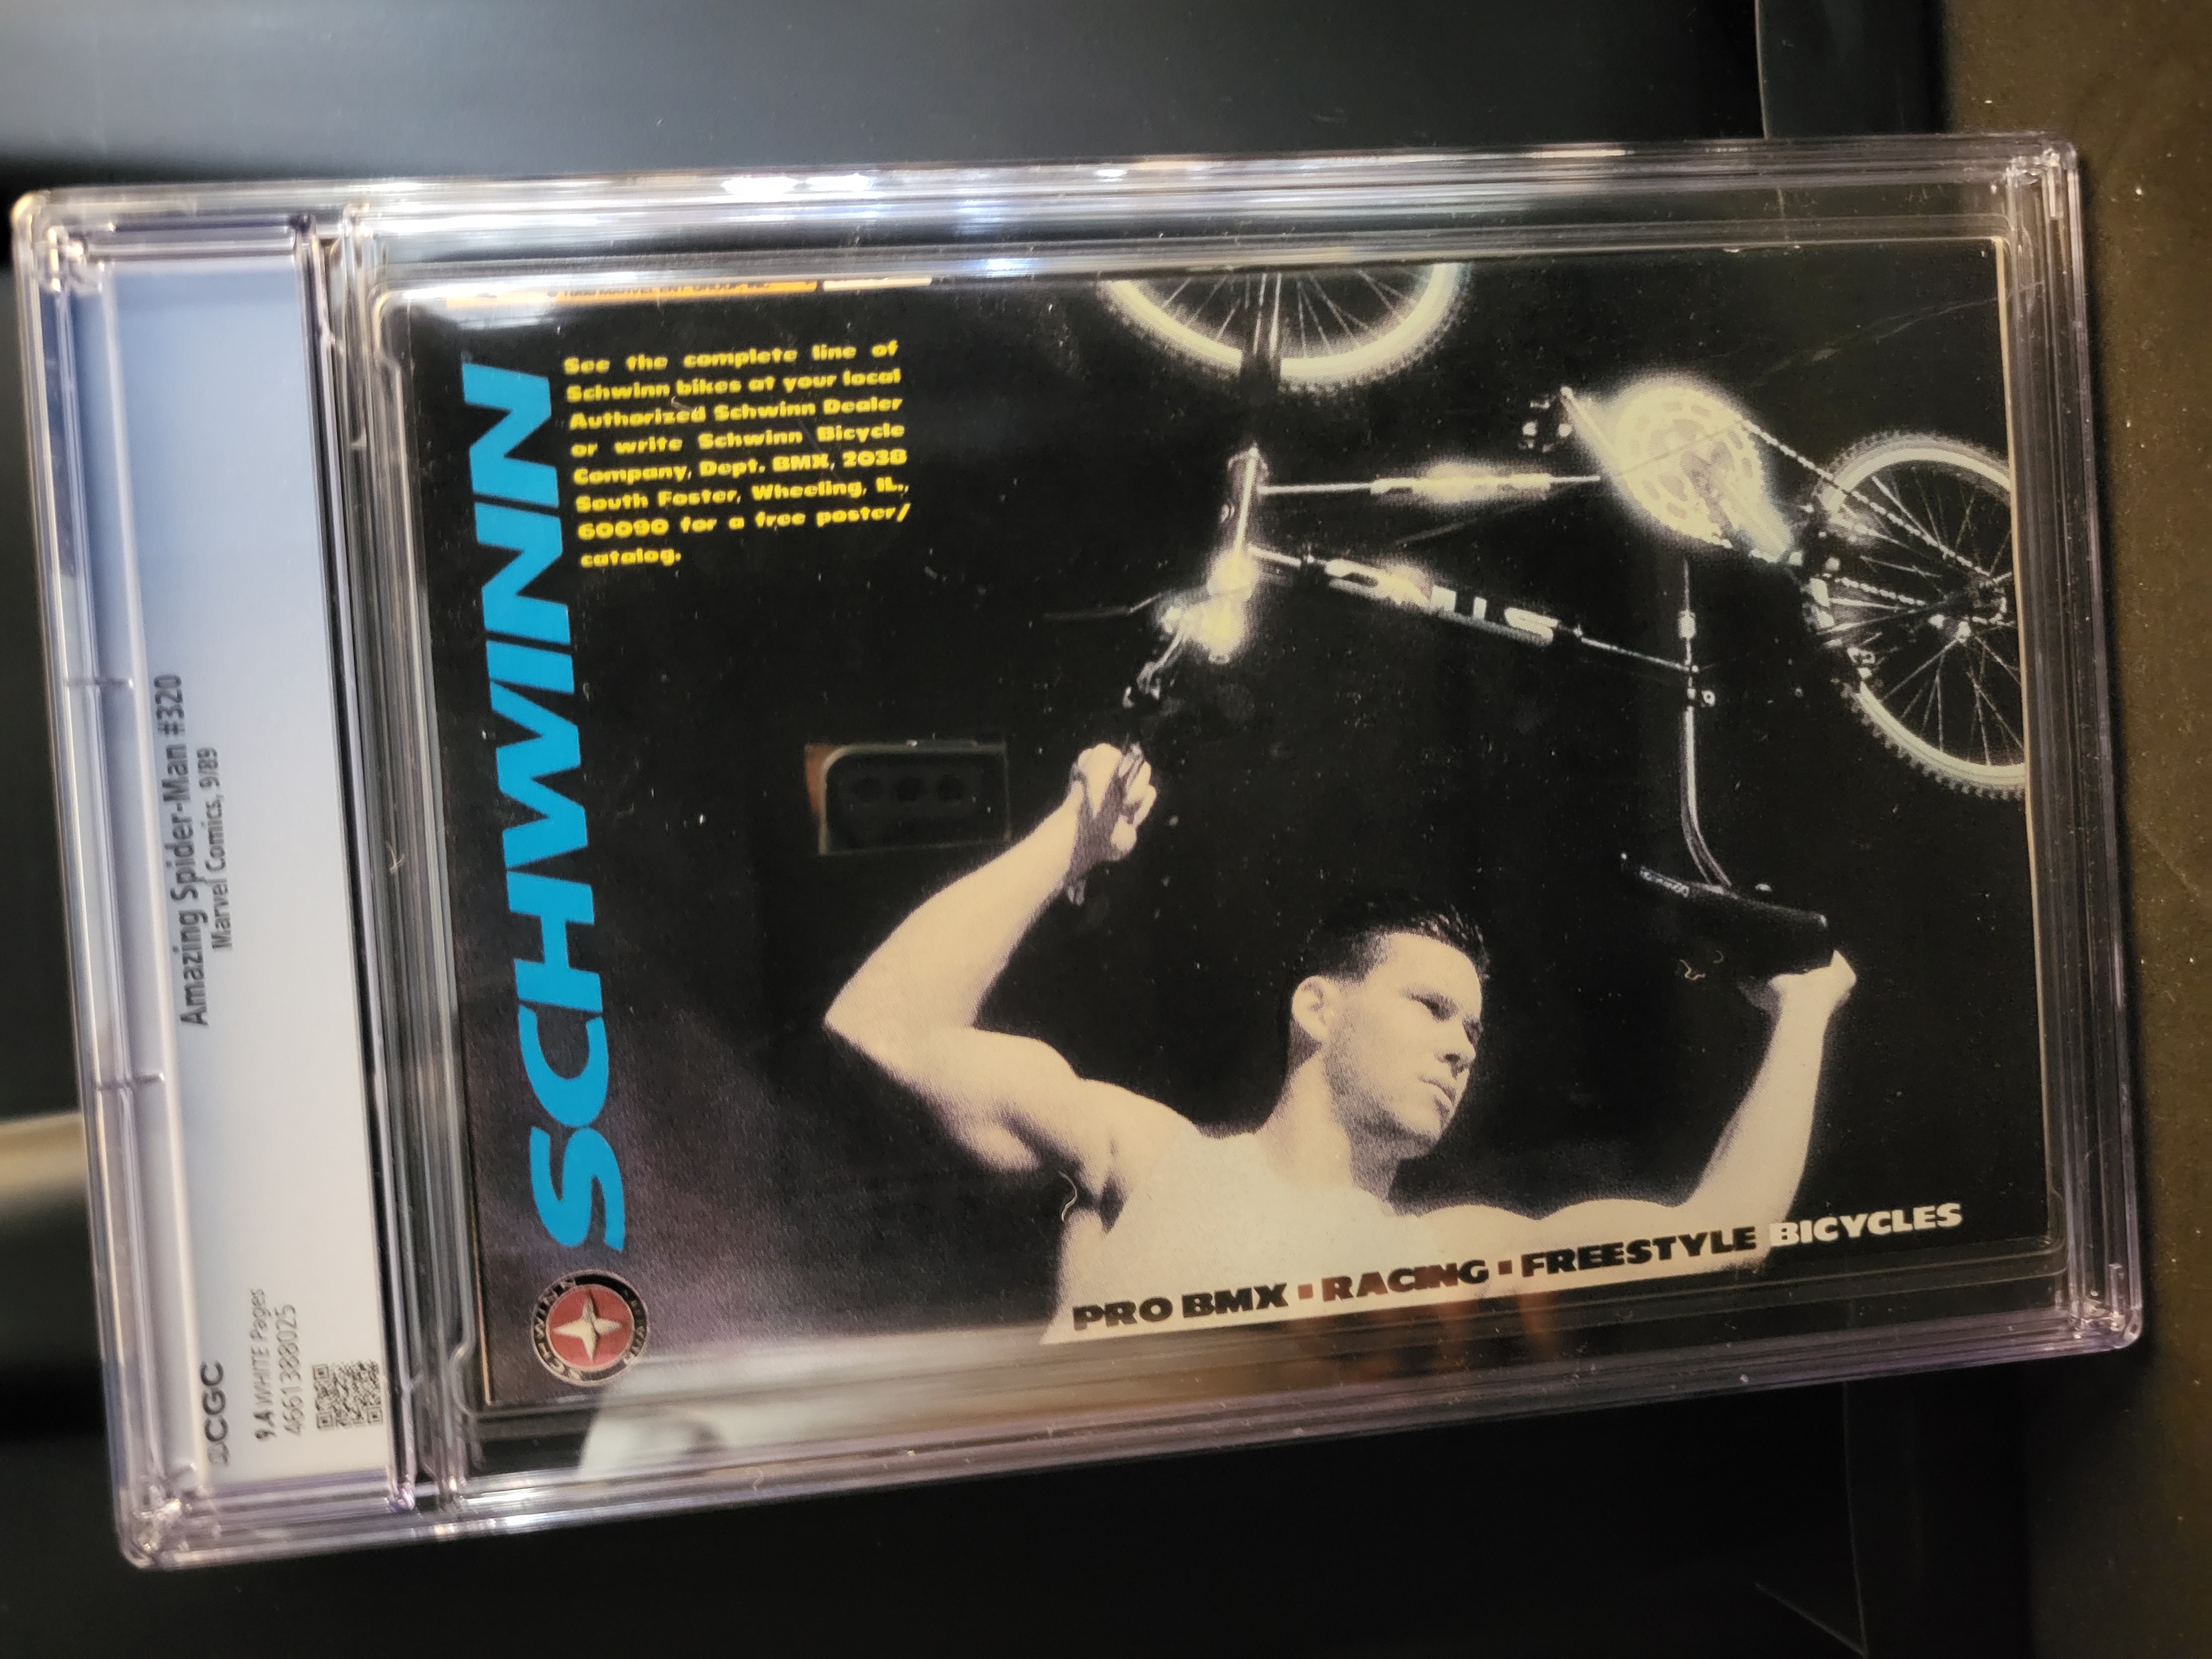 Amazing Spider-Man #320
Marvel Comics, 9/89
CGC
9.4 WHITE Pages
4661388025
SCHWINN
See the complete line of
Schwinn bikes at your local
Authorized Schwinn Dealer
or write Schwinn Bicycle
Company, Dept. BMX, 203B
South Foster, Wheeling, IL.,
60090 for a free poster/
catalog.
SCHWINN
PRO BMX ▪ RACING ▪ FREESTYLE BICYCLES